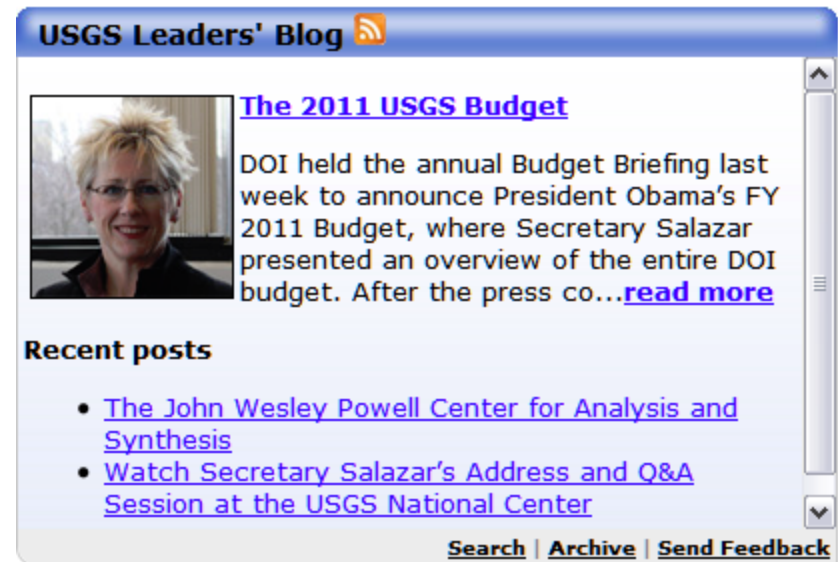 USGS Leaders' Blog
The 2011 USGS Budget
DOI held the annual Budget Briefing last
week to announce President Obama’s FY
2011 Budget, where Secretary Salazar
presented an overview of the entire DOI
budget. After the press co...read more
Recent posts
• The John Wesley Powell Center for Analysis and
Synthesis
• Watch Secretary Salazar’s Address and Q&A
Session at the USGS National Center
Search | Archive | Send Feedback